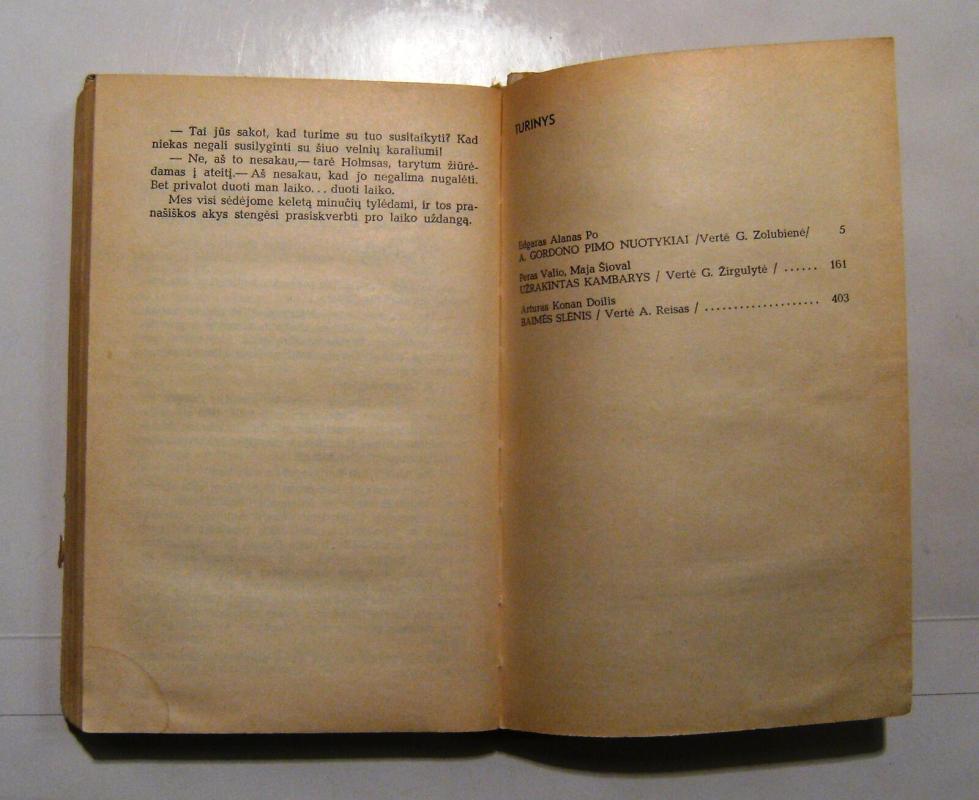 — Tai jūs sakot, kad turime su tuo susitaikyti? Kad
niekas negali susilyginti su šiuo velnių karaliumi!
— Ne, aš to nesakau,— tarė Holmsas, tarytum žiūrė-
damas į ateitį.— Aš nesakau, kad jo negalima nugalėti.
Bet privalot duoti man laiko... duoti laiko.
Mes visi sėdėjome keletą minučių tylėdami, ir tos pra-
našiškos akys stengėsi prasiskverbti pro laiko uždangą.
TURINYS
Edgaras Alanas Po
A. GORDONO PIMO NUOTYKIAI /Vertė G. Zolubienė/ 5
Peras Valio, Maja Šioval
UŽRAKINTAS KAMBARYS / Vertė G. Žirgulytė / ...... 161
Arturas Konan Doilis
BAIMĖS SLĖNIS / Vertė A. Reisas / .................... 403